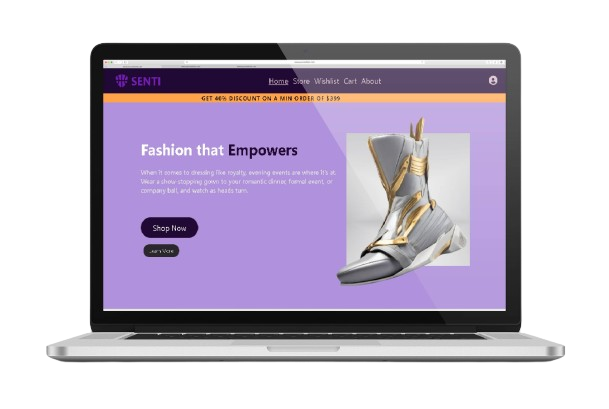 SENTI
Home Store Wishlist Cart About
GET 40% DISCOUNT ON A MIN ORDER OF $399
Fashion that Empowers
When it comes to dressing like royalty, evening events are where it's at.
Wear a show-stopping gown to your romantic dinner, formal event, or
company ball, and watch as heads turn.
Shop Now
Learn More